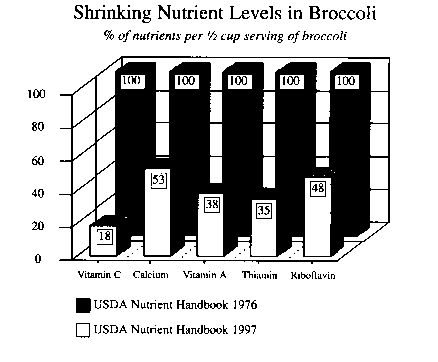 Shrinking Nutrient Levels in Broccoli
% of nutrients per ½ cup serving of broccoli
100 100 100 100 100
100
80
60
40
20
0
18 53 38 35 48
Vitamin C Calcium Vitamin A Thiamin Riboflavin
USDA Nutrient Handbook 1976
USDA Nutrient Handbook 1997